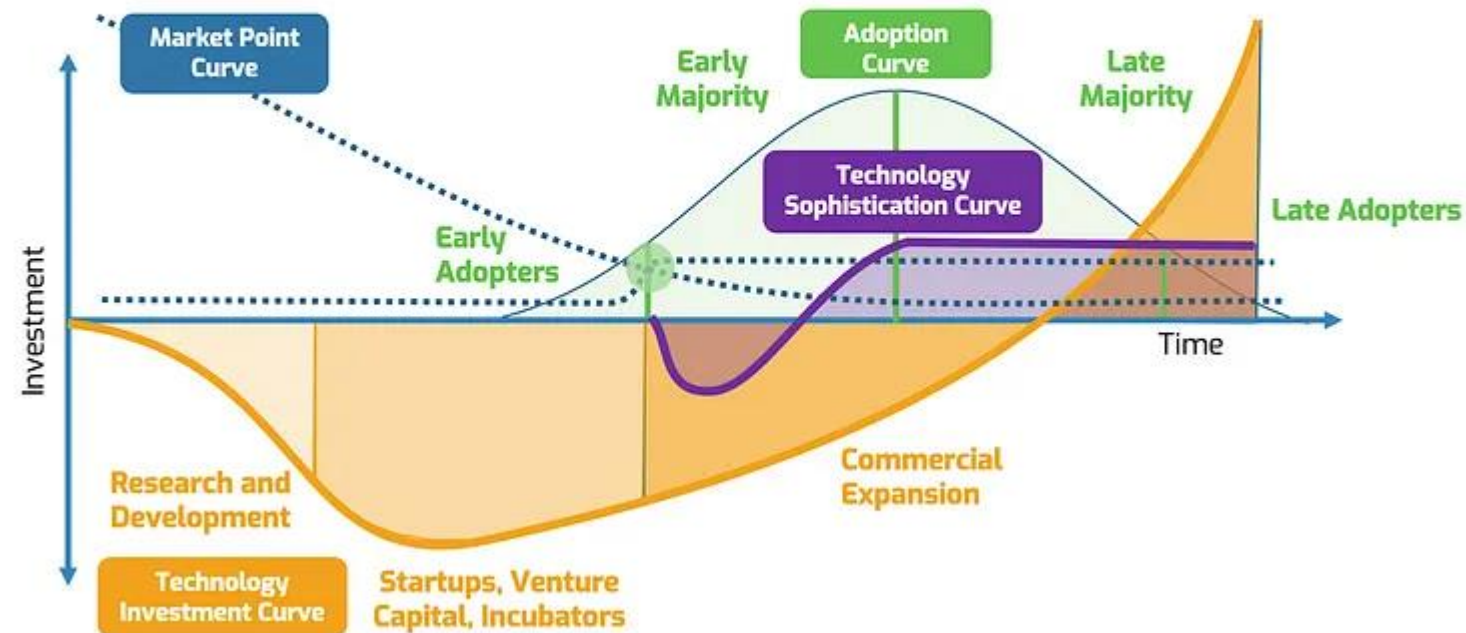 Market Point
Curve
Adoption
Curve
Early
Majority
Late
Majority
Technology
Sophistication Curve
Late Adopters
Early
Adopters
Investment
Time
Research and
Development
Commercial
Expansion
Technology
Investment Curve
Startups, Venture
Capital, Incubators